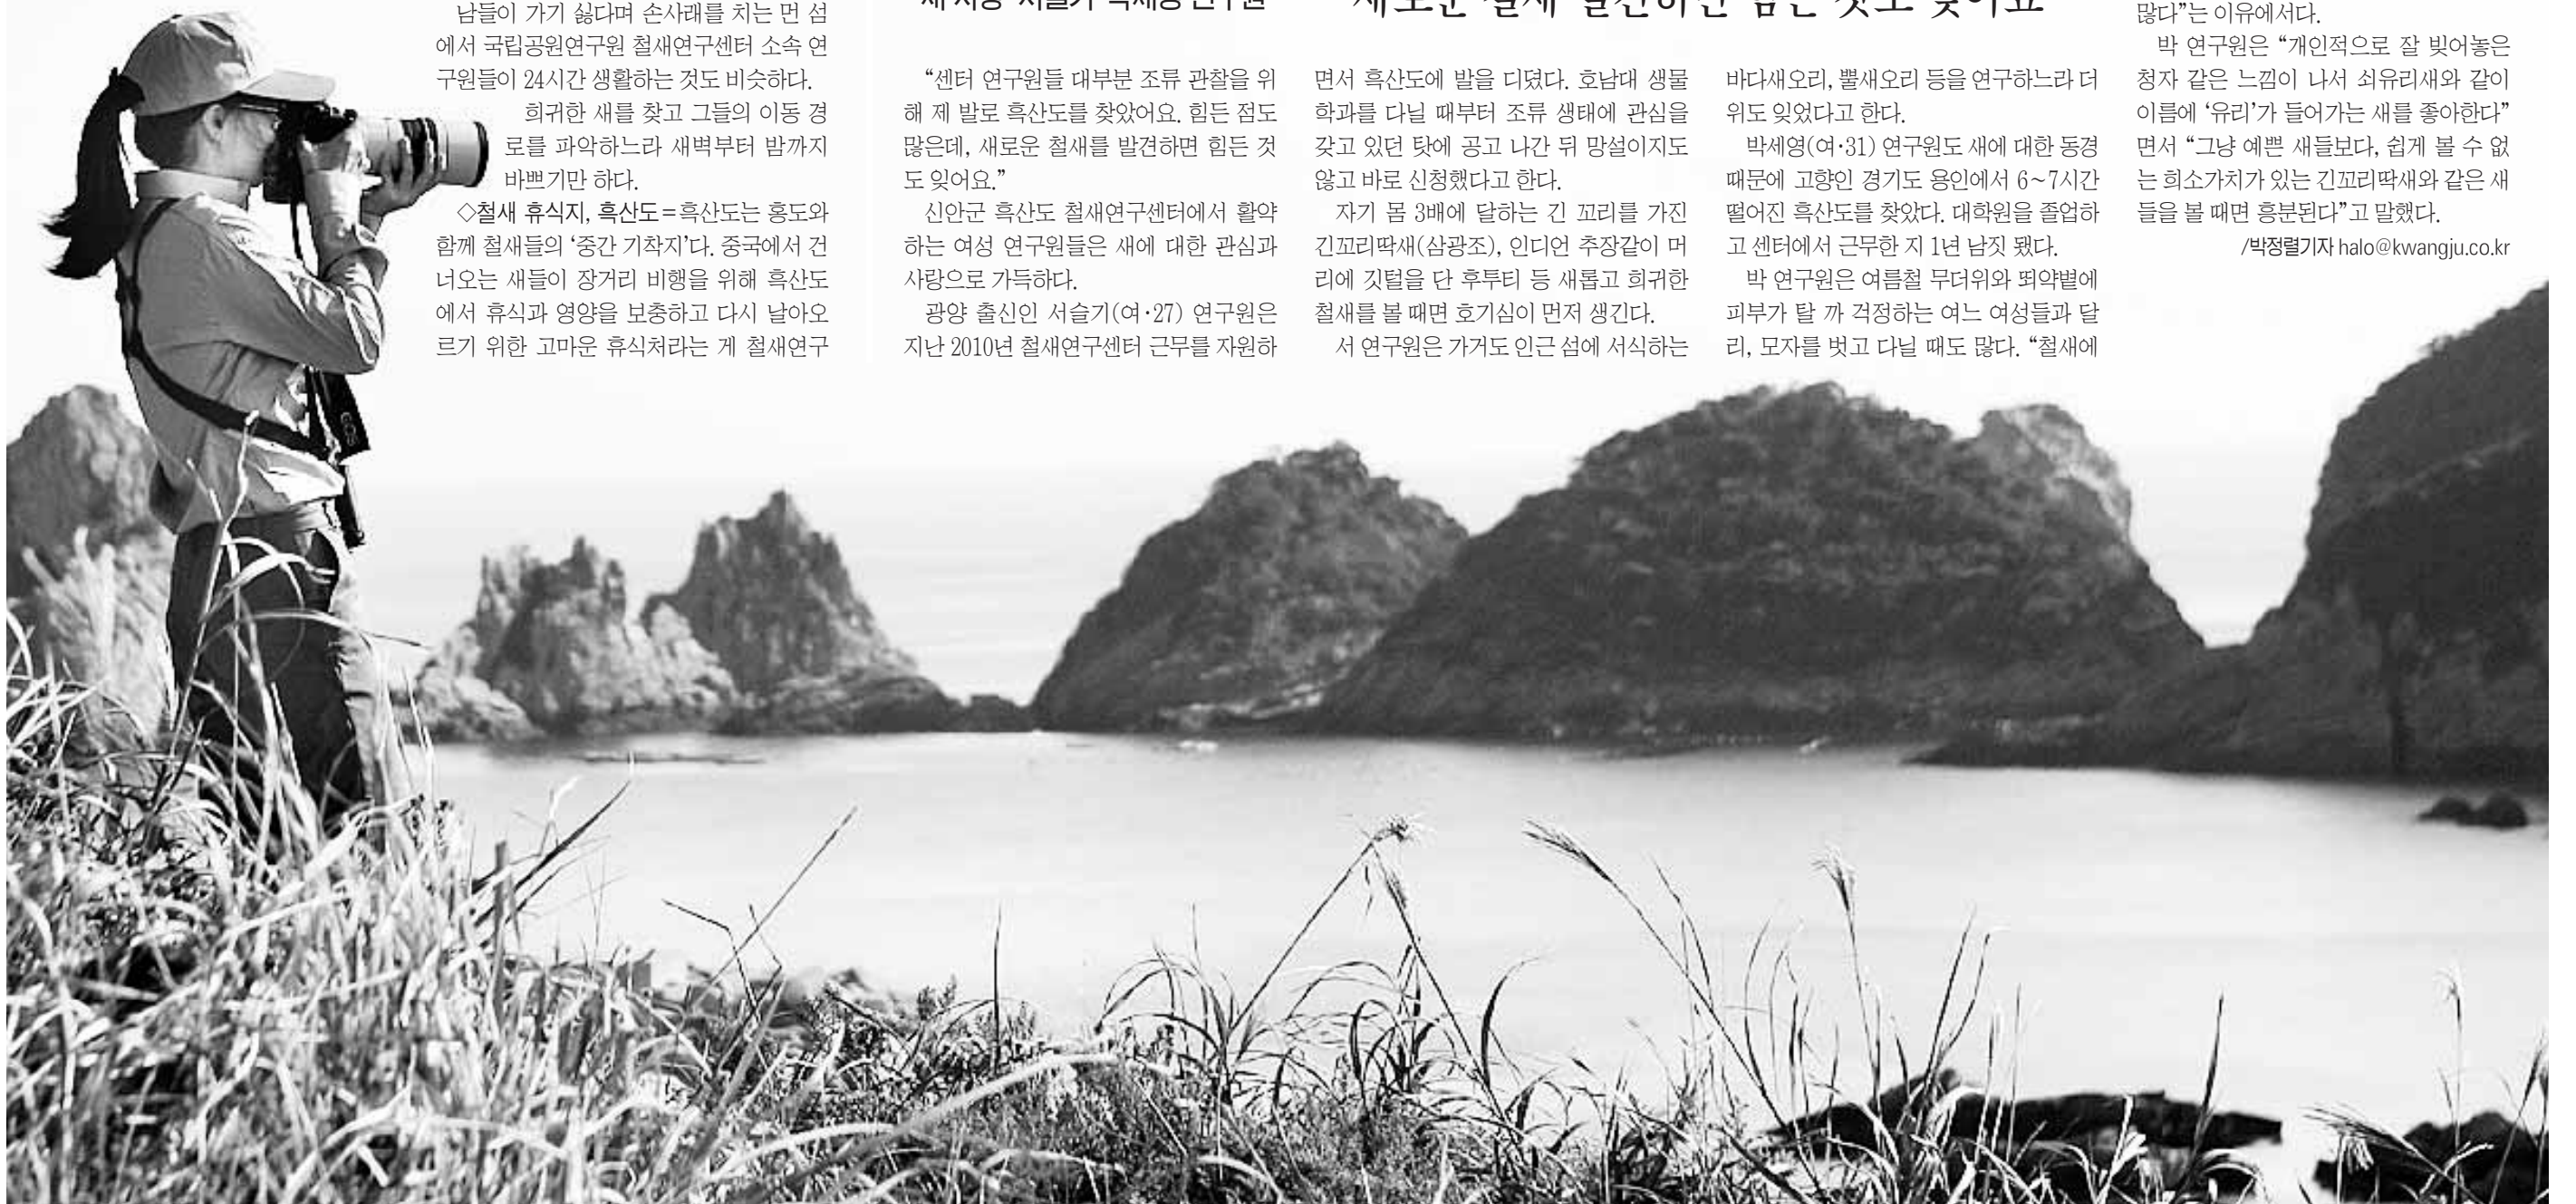 남들이 가기 싫다며 손사래를 치는 먼 섬
에서 국립공원연구원 철새연구센터 소속 연
구원들이 24시간 생활하는 것도 비슷하다.
희귀한 새를 찾고 그들의 이동 경
로를 파악하느라 새벽부터 밤까지
바쁘기만 하다.
◇철새 휴식지, 흑산도=흑산도는 홍도와
함께 철새들의 ‘중간 기착지’다. 중국에서 건
너오는 새들이 장거리 비행을 위해 흑산도
에서 휴식과 영양을 보충하고 다시 날아오
르기 위한 고마운 휴식처라는 게 철새연구
“센터 연구원들 대부분 조류 관찰을 위
해 제 발로 흑산도를 찾았어요. 힘든 점도
많은데, 새로운 철새를 발견하면 힘든 것
도 잊어요.”
신안군 흑산도 철새연구센터에서 활약
하는 여성 연구원들은 새에 대한 관심과
사랑으로 가득하다.
광양 출신인 서슬기(여·27) 연구원은
지난 2010년 철새연구센터 근무를 자원하
면서 흑산도에 발을 디뎠다. 호남대 생물
학과를 다닐 때부터 조류 생태에 관심을
갖고 있던 탓에 공고 나간 뒤 망설이지도
않고 바로 신청했다고 한다.
자기 몸 3배에 달하는 긴 꼬리를 가진
긴꼬리딱새(삼광조), 인디언 추장같이 머
리에 깃털을 단 후투티 등 새롭고 희귀한
철새를 볼 때면 호기심이 먼저 생긴다.
서 연구원은 가거도 인근 섬에 서식하는
바다새오리, 뿔새오리 등을 연구하느라 더
위도 잊었다고 한다.
박세영(여·31) 연구원도 새에 대한 동경
때문에 고향인 경기도 용인에서 6~7시간
떨어진 흑산도를 찾았다. 대학원을 졸업하
고 센터에서 근무한 지 1년 남짓 됐다.
박 연구원은 여름철 무더위와 뙤약볕에
피부가 탈 까 걱정하는 여느 여성들과 달
리, 모자를 벗고 다닐 때도 많다. “철새에
많다”는 이유에서다.
박 연구원은 “개인적으로 잘 빚어놓은
청자 같은 느낌이 나서 쇠유리새와 같이
이름에 ‘유리’가 들어가는 새를 좋아한다”
면서 “그냥 예쁜 새들보다, 쉽게 볼 수 없
는 희소가치가 있는 긴꼬리딱새와 같은 새
들을 볼 때면 흥분된다”고 말했다.
/박정렬기자 halo@kwangju.co.kr